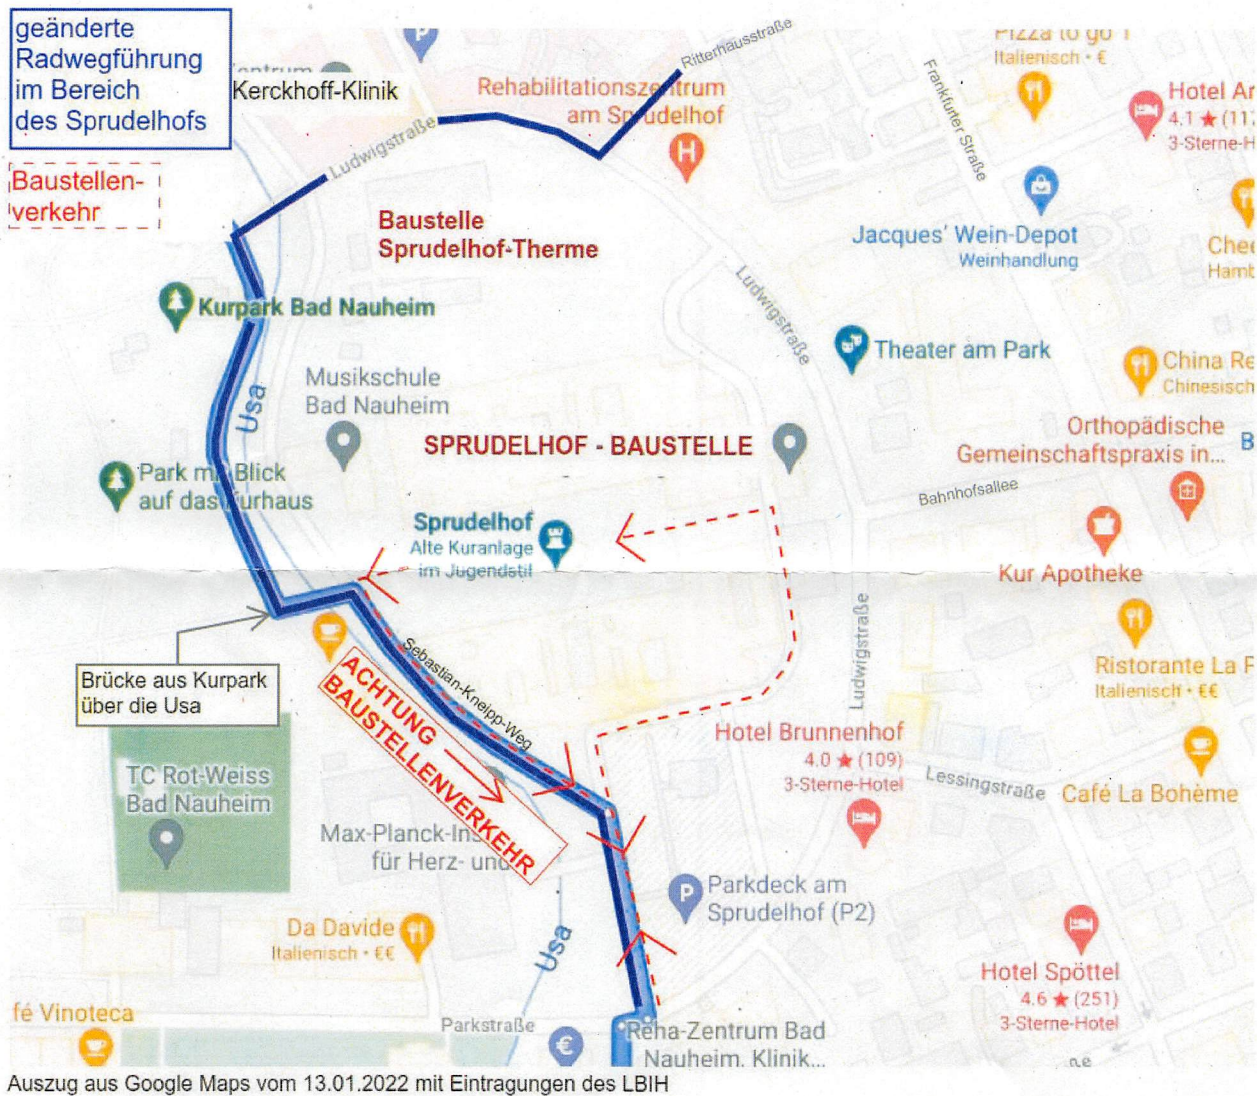 geänderte
Radwegführung
im Bereich
des Sprudelhofs
Baustellen-
verkehr
Kerckhoff-Klinik
Rehabilitationszentrum
am Sprudelhof
Ritterhausstraße
Ludwigstraße
Frankfurter Straße
Pizza to go 1
Italienisch · €
Hotel Ar
4.1 ★ (11
3-Sterne-H
Baustelle
Sprudelhof-Therme
Jacques' Wein-Depot
Weinhandlung
Chee
Hamb
Kurpark Bad Nauheim
Ludwigstraße
Theater am Park
China Re
Chinesisch
Musikschule
Bad Nauheim
Usa
SPRUDELHOF - BAUSTELLE
Orthopädische
Gemeinschaftspraxis in...
B
Park mit Blick
auf das Kurhaus
Bahnhofsallee
Sprudelhof
Alte Kuranlage
im Jugendstil
Kur Apotheke
Ludwigstraße
Brücke aus Kurpark
über die Usa
Sebastian-Kneipp-Weg
ACHTUNG
BAUSTELLENVERKEHR
Ristorante La F
Italienisch · €€
Hotel Brunnenhof
4.0 ★ (109)
3-Sterne-Hotel
Lessingstraße
Café La Bohème
TC Rot-Weiss
Bad Nauheim
Max-Planck-Ins
für Herz- und
Parkdeck am
Sprudelhof (P2)
Da Davide
Italienisch · €€
Usa
Hotel Spöttel
4.6 ★ (251)
3-Sterne-Hotel
fé Vinoteca
Parkstraße
Reha-Zentrum Bad
Nauheim. Klinik...
Auszug aus Google Maps vom 13.01.2022 mit Eintragungen des LBIH